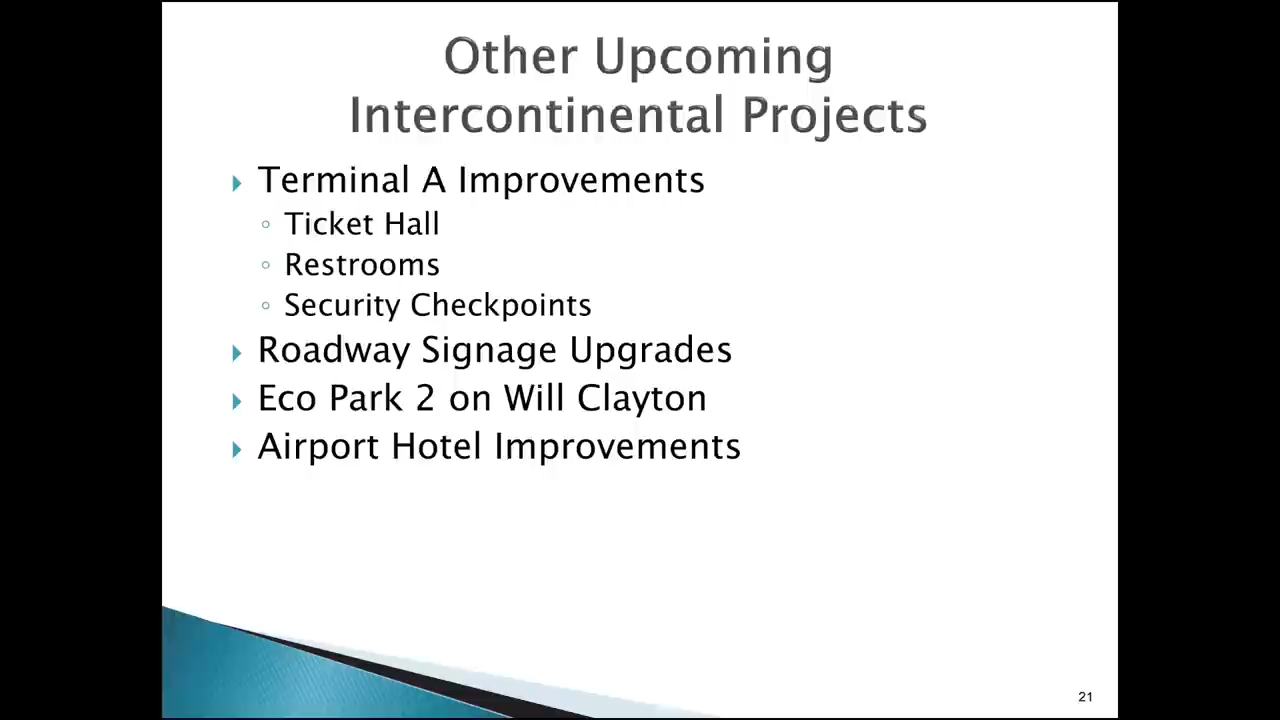 Other Upcoming
Intercontinental Projects
Terminal A Improvements
Ticket Hall
Restrooms
Security Checkpoints
Roadway Signage Upgrades
Eco Park 2 on Will Clayton
Airport Hotel Improvements
21